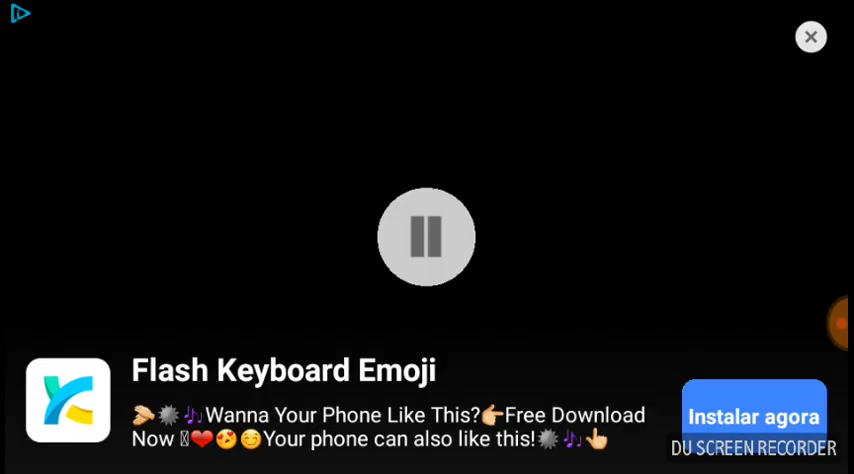 Flash Keyboard Emoji
🫱✹🎶Wanna Your Phone Like This?👉Free Download
Now ❤😍😊Your phone can also like this!✹🎶👆
Instalar agora
DU SCREEN RECORDER